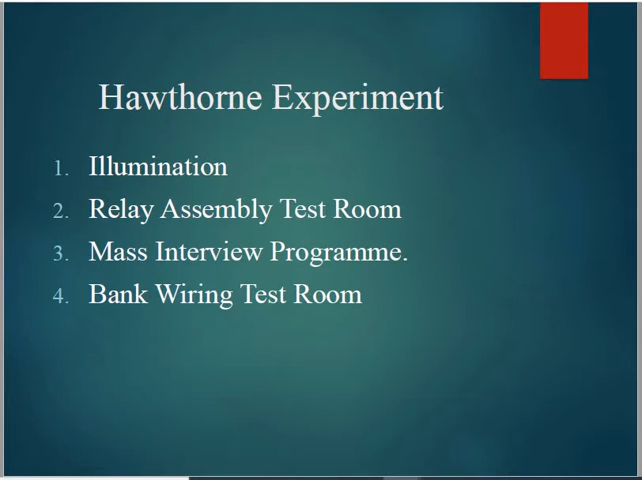 Hawthorne Experiment
1. Illumination
2. Relay Assembly Test Room
3. Mass Interview Programme.
4. Bank Wiring Test Room